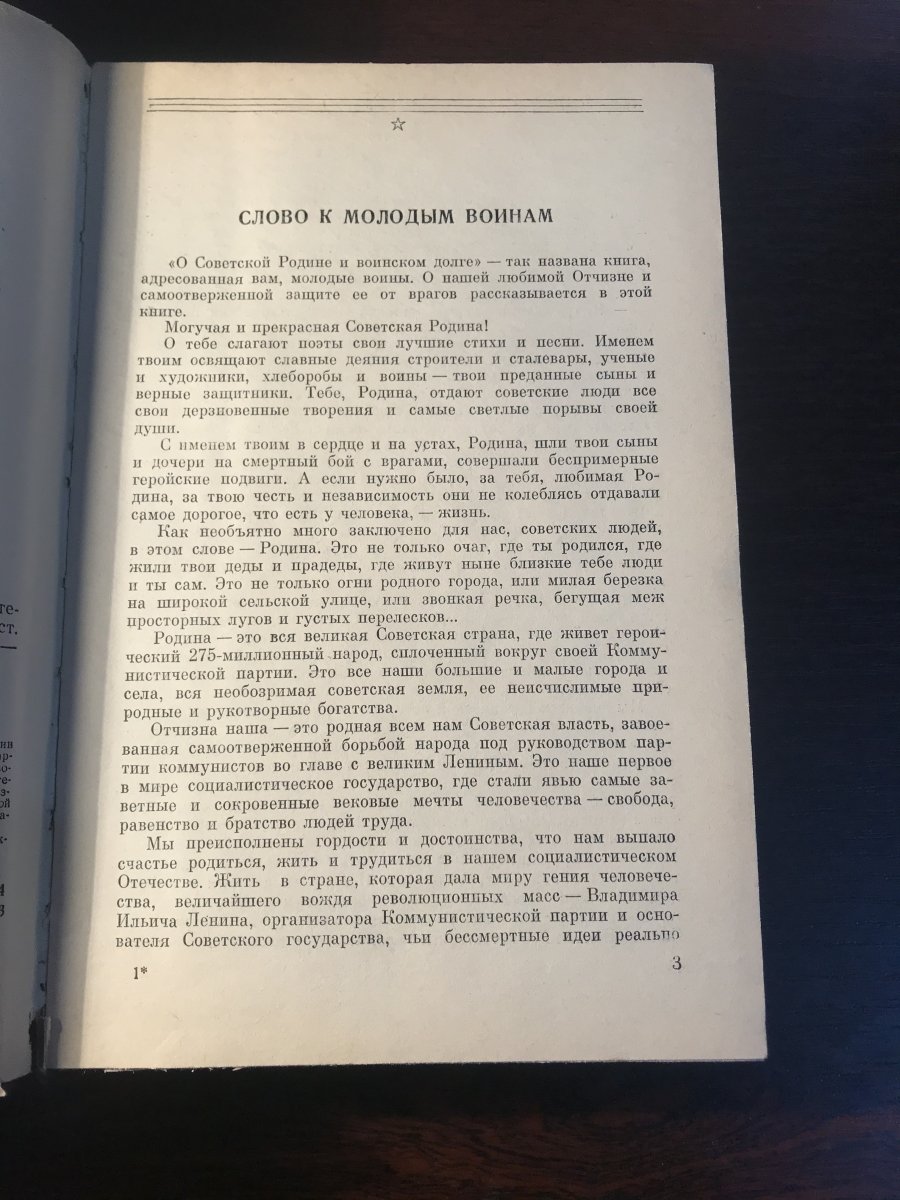 СЛОВО К МОЛОДЫМ ВОИНАМ
«О Советской Родине и воинском долге» — так названа книга,
адресованная вам, молодые воины. О нашей любимой Отчизне и
самоотверженной защите ее от врагов рассказывается в этой
книге.
Могучая и прекрасная Советская Родина!
О тебе слагают поэты свои лучшие стихи и песни. Именем
твоим освящают славные деяния строители и сталевары, ученые
и художники, хлеборобы и воины — твои преданные сыны и
верные защитники. Тебе, Родина, отдают советские люди все
свои дерзновенные творения и самые светлые порывы своей
души.
С именем твоим в сердце и на устах, Родина, шли твои сыны
и дочери на смертный бой с врагами, совершали беспримерные
геройские подвиги. А если нужно было, за тебя, любимая Ро-
дина, за твою честь и независимость они не колеблясь отдавали
самое дорогое, что есть у человека, — жизнь.
Как необъятно много заключено для нас, советских людей,
в этом слове — Родина. Это не только очаг, где ты родился, где
жили твои деды и прадеды, где живут ныне близкие тебе люди
и ты сам. Это не только огни родного города, или милая березка
на широкой сельской улице, или звонкая речка, бегущая меж
просторных лугов и густых перелесков...
Родина — это вся великая Советская страна, где живет герои-
ческий 275-миллионный народ, сплоченный вокруг своей Комму-
нистической партии. Это все наши большие и малые города и
села, вся необозримая советская земля, ее неисчислимые при-
родные и рукотворные богатства.
Отчизна наша — это родная всем нам Советская власть, завое-
ванная самоотверженной борьбой народа под руководством пар-
тии коммунистов во главе с великим Лениным. Это наше первое
в мире социалистическое государство, где стали явью самые за-
ветные и сокровенные вековые мечты человечества — свобода,
равенство и братство людей труда.
Мы преисполнены гордости и достоинства, что нам выпало
счастье родиться, жить и трудиться в нашем социалистическом
Отечестве. Жить в стране, которая дала миру гения человече-
ства, величайшего вождя революционных масс — Владимира
Ильича Ленина, организатора Коммунистической партии и осно-
вателя Советского государства, чьи бессмертные идеи реально
1*
3